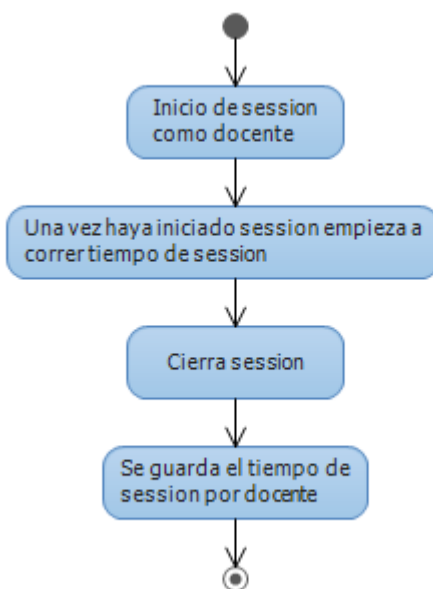 Inicio de session
como docente
Una vez haya iniciado session empieza a
correr tiempo de session
Cierra session
Se guarda el tiempo de
session por docente